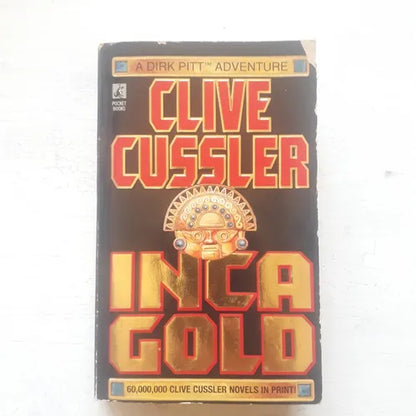 A DIRK PITT™ ADVENTURE
POCKET
BOOKS
CLIVE
CUSSLER
INCA
GOLD
60,000,000 CLIVE CUSSLER NOVELS IN PRINT!